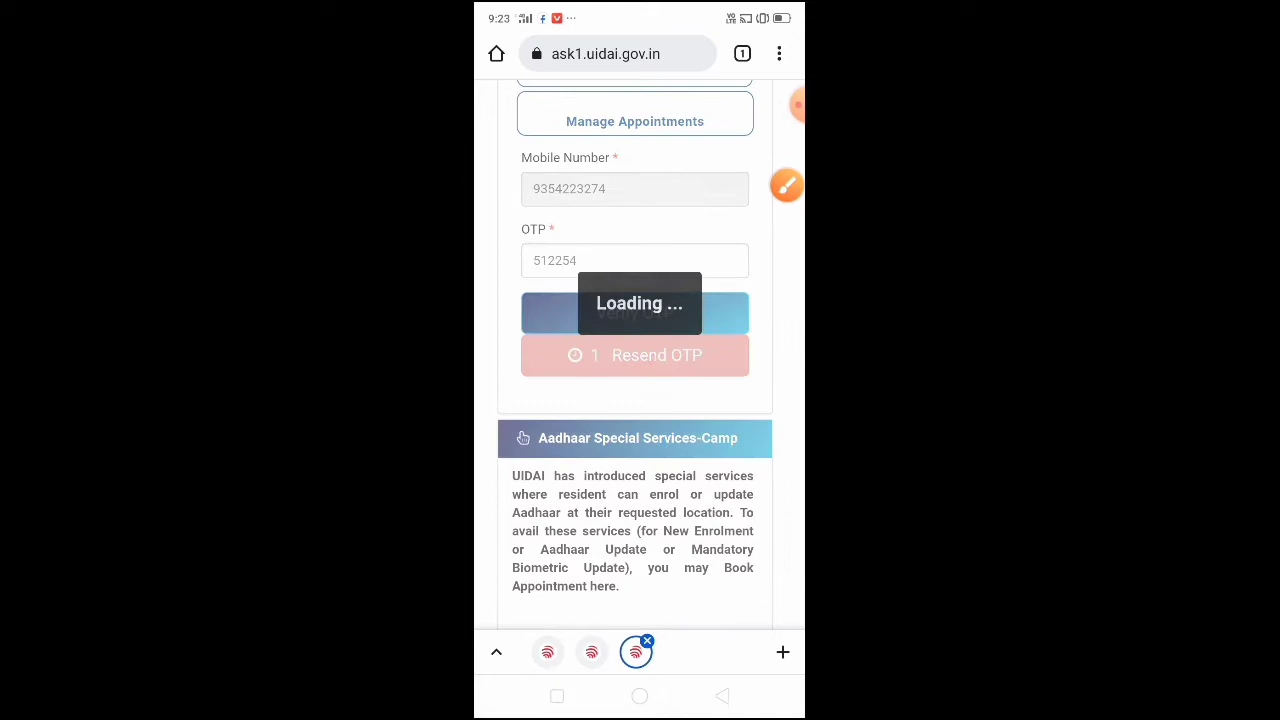 9:23
ask1.uidai.gov.in
1
Manage Appointments
Mobile Number *
9354223274
OTP *
512254
Loading ...
1 Resend OTP
Aadhaar Special Services-Camp
UIDAI has introduced special services
where resident can enrol or update
Aadhaar at their requested location. To
avail these services (for New Enrolment
or Aadhaar Update or Mandatory
Biometric Update), you may Book
Appointment here.